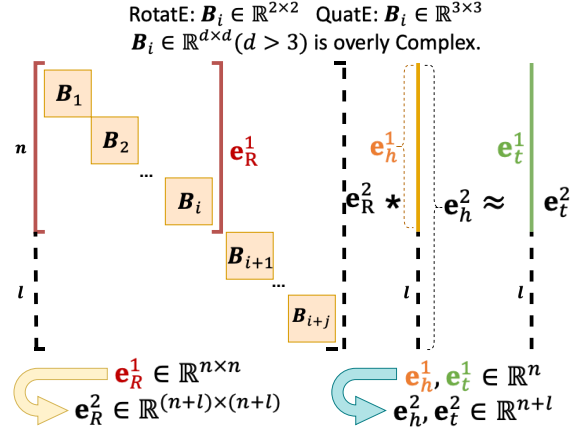 RotatE: B_i ∈ ℝ^{2×2} QuatE: B_i ∈ ℝ^{3×3}
B_i ∈ ℝ^{d×d}(d > 3) is overly Complex.
B_1
B_2
...
B_i
B_{i+1}
...
B_{i+j}
n
l
e_R^1
e_R^2 * e_h^1 e_h^2 ≈ e_t^1 e_t^2
l
l
e_R^1 ∈ ℝ^{n×n}
e_R^2 ∈ ℝ^{(n+l)×(n+l)}
e_h^1, e_t^1 ∈ ℝ^n
e_h^2, e_t^2 ∈ ℝ^{n+l}